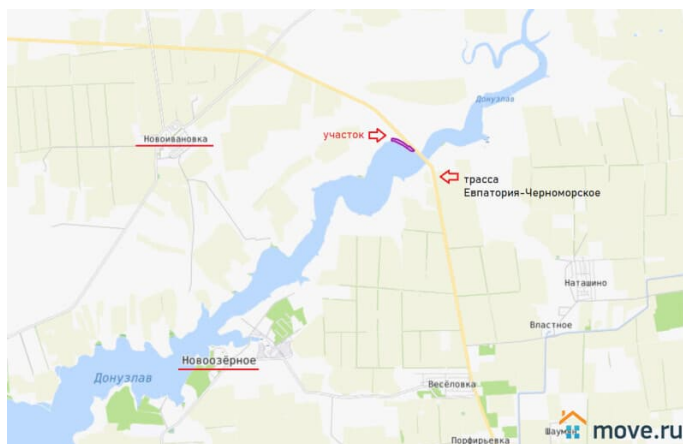 Донузлав
участок
Новоивановка
трасса
Евпатория-Черноморское
Наташино
Властное
Новоозёрное
Донузлав
Весёловка
Порфирьевка
move.ru